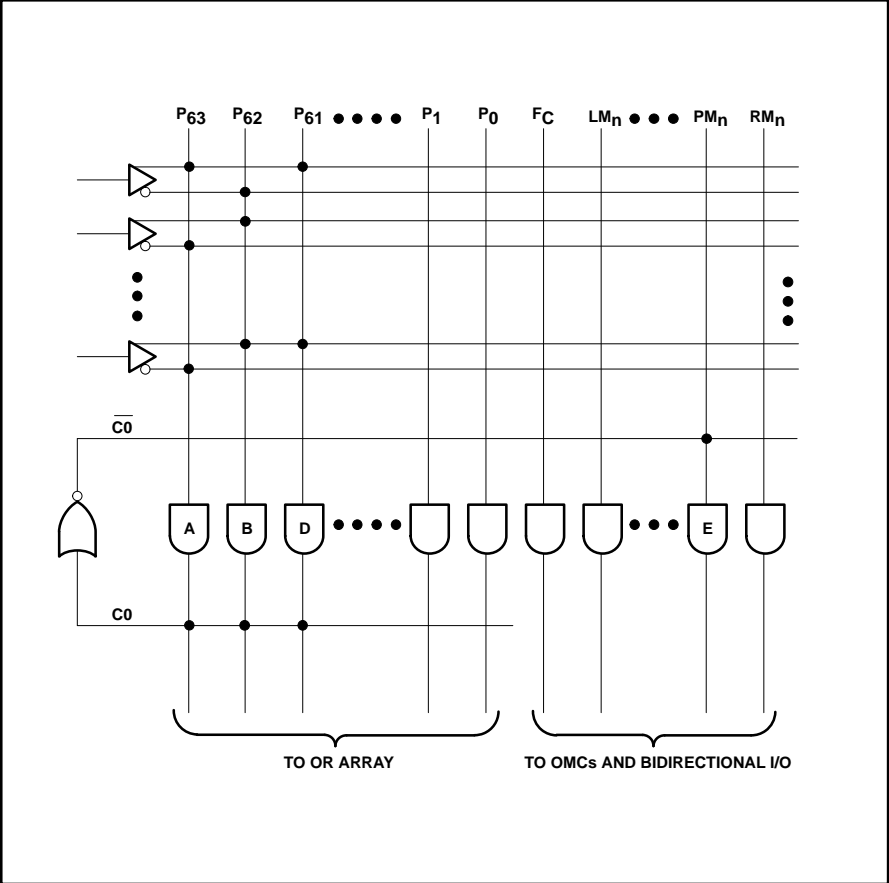 P63 P62 P61 P1 P0 FC LMn PMn RMn
C0
A B D E
C0
TO OR ARRAY TO OMCs AND BIDIRECTIONAL I/O